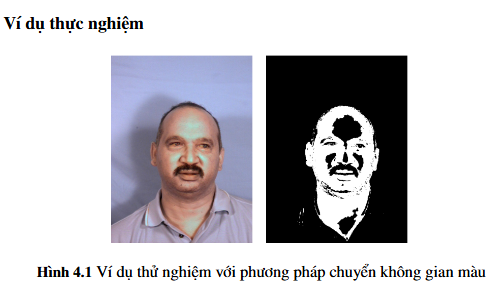 Ví dụ thực nghiệm
Hình 4.1 Ví dụ thử nghiệm với phương pháp chuyển không gian màu